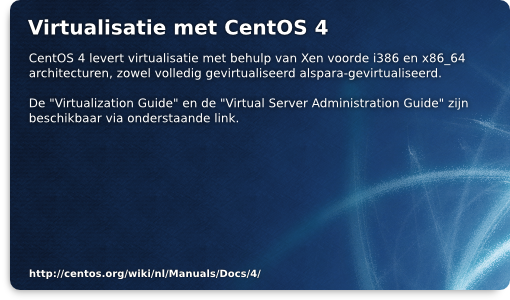 Virtualisatie met CentOS 4
CentOS 4 levert virtualisatie met behulp van Xen voorde i386 en x86_64
architecturen, zowel volledig gevirtualiseerd alspara-gevirtualiseerd.
De "Virtualization Guide" en de "Virtual Server Administration Guide" zijn
beschikbaar via onderstaande link.
http://centos.org/wiki/nl/Manuals/Docs/4/